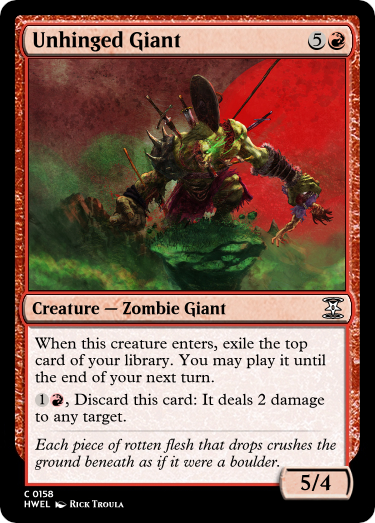 Unhinged Giant 5
Creature — Zombie Giant
When this creature enters, exile the top
card of your library. You may play it until
the end of your next turn.
1, Discard this card: It deals 2 damage
to any target.
Each piece of rotten flesh that drops crushes the
ground beneath as if it were a boulder.
5/4
C 0158
HWEL RICK TROULA